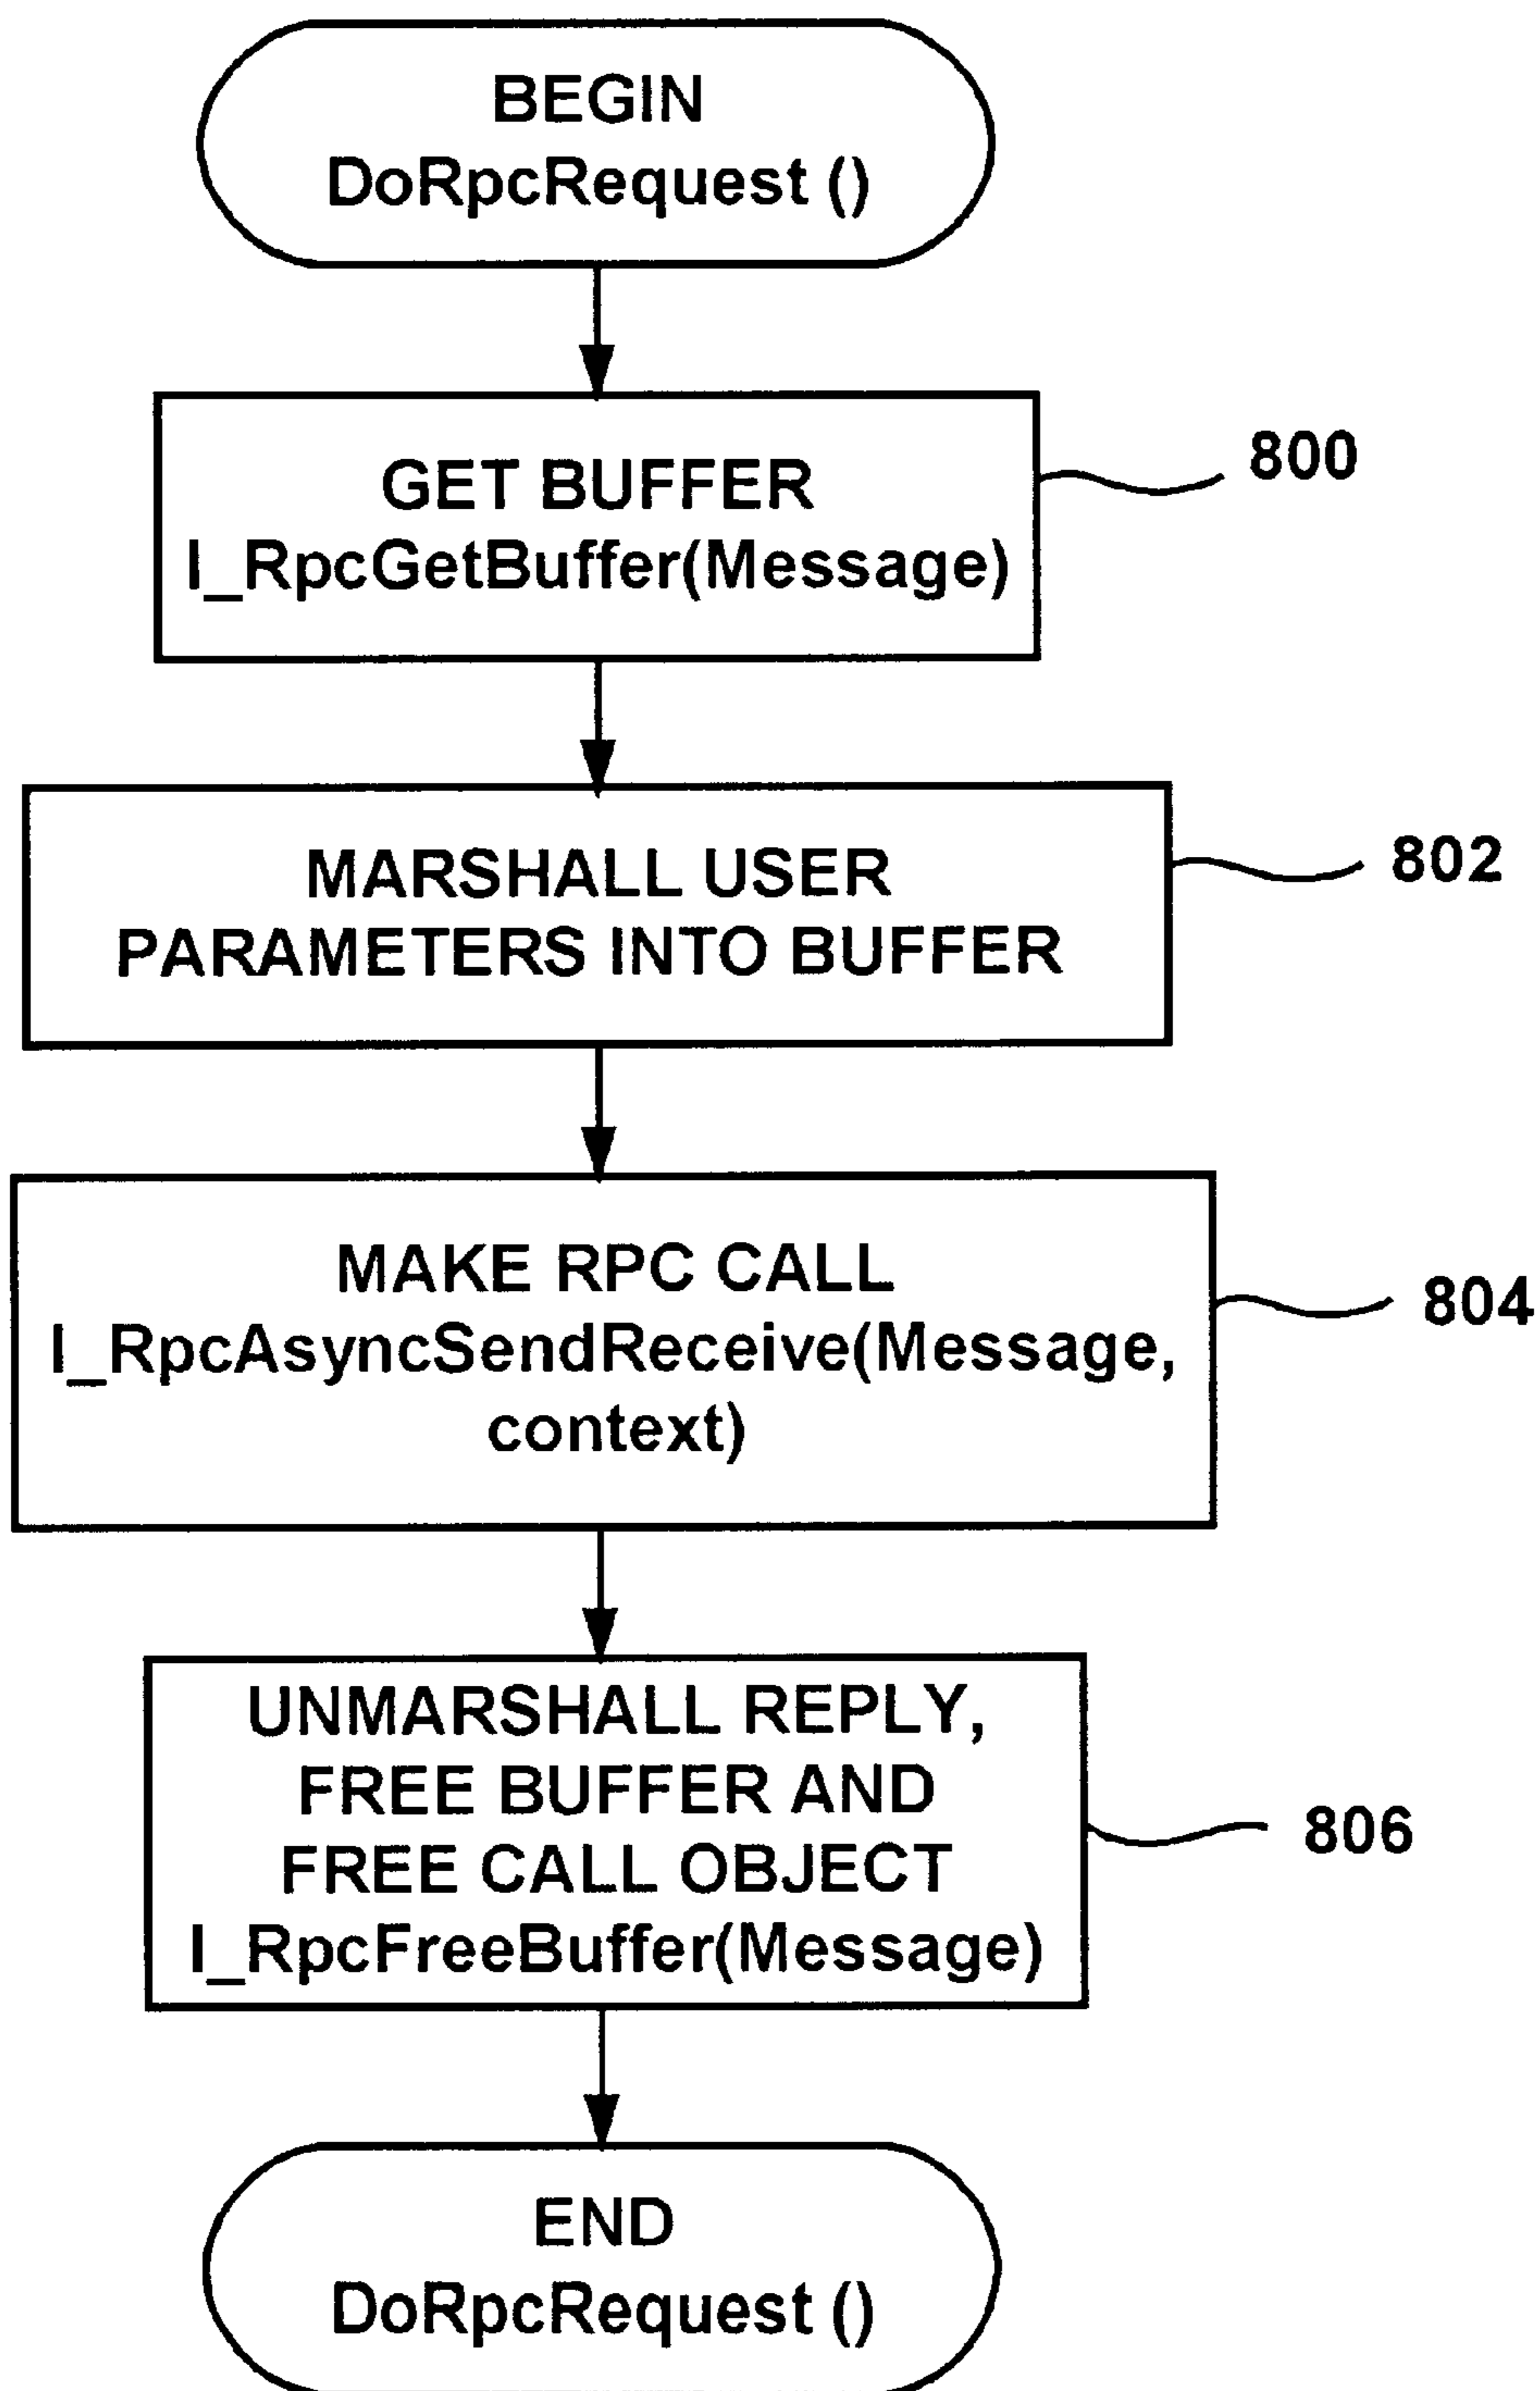 BEGIN
DoRpcRequest ()
GET BUFFER
I_RpcGetBuffer(Message)
800
MARSHALL USER
PARAMETERS INTO BUFFER
802
MAKE RPC CALL
I_RpcAsyncSendReceive(Message,
context)
804
UNMARSHALL REPLY,
FREE BUFFER AND
FREE CALL OBJECT
I_RpcFreeBuffer(Message)
806
END
DoRpcRequest ()